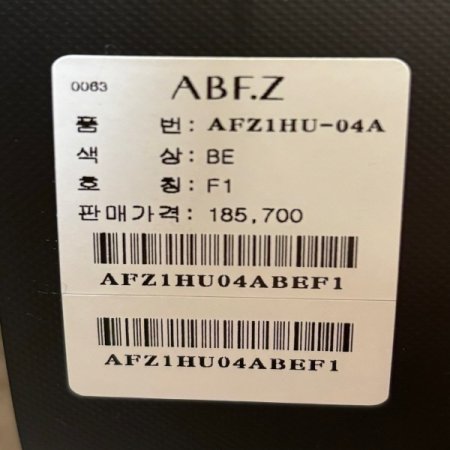 0063 ABF.Z
품 번: AFZ1HU-04A
색 상: BE
호 칭: F1
판매가격: 185,700
AFZ1HU04ABEF1
AFZ1HU04ABEF1